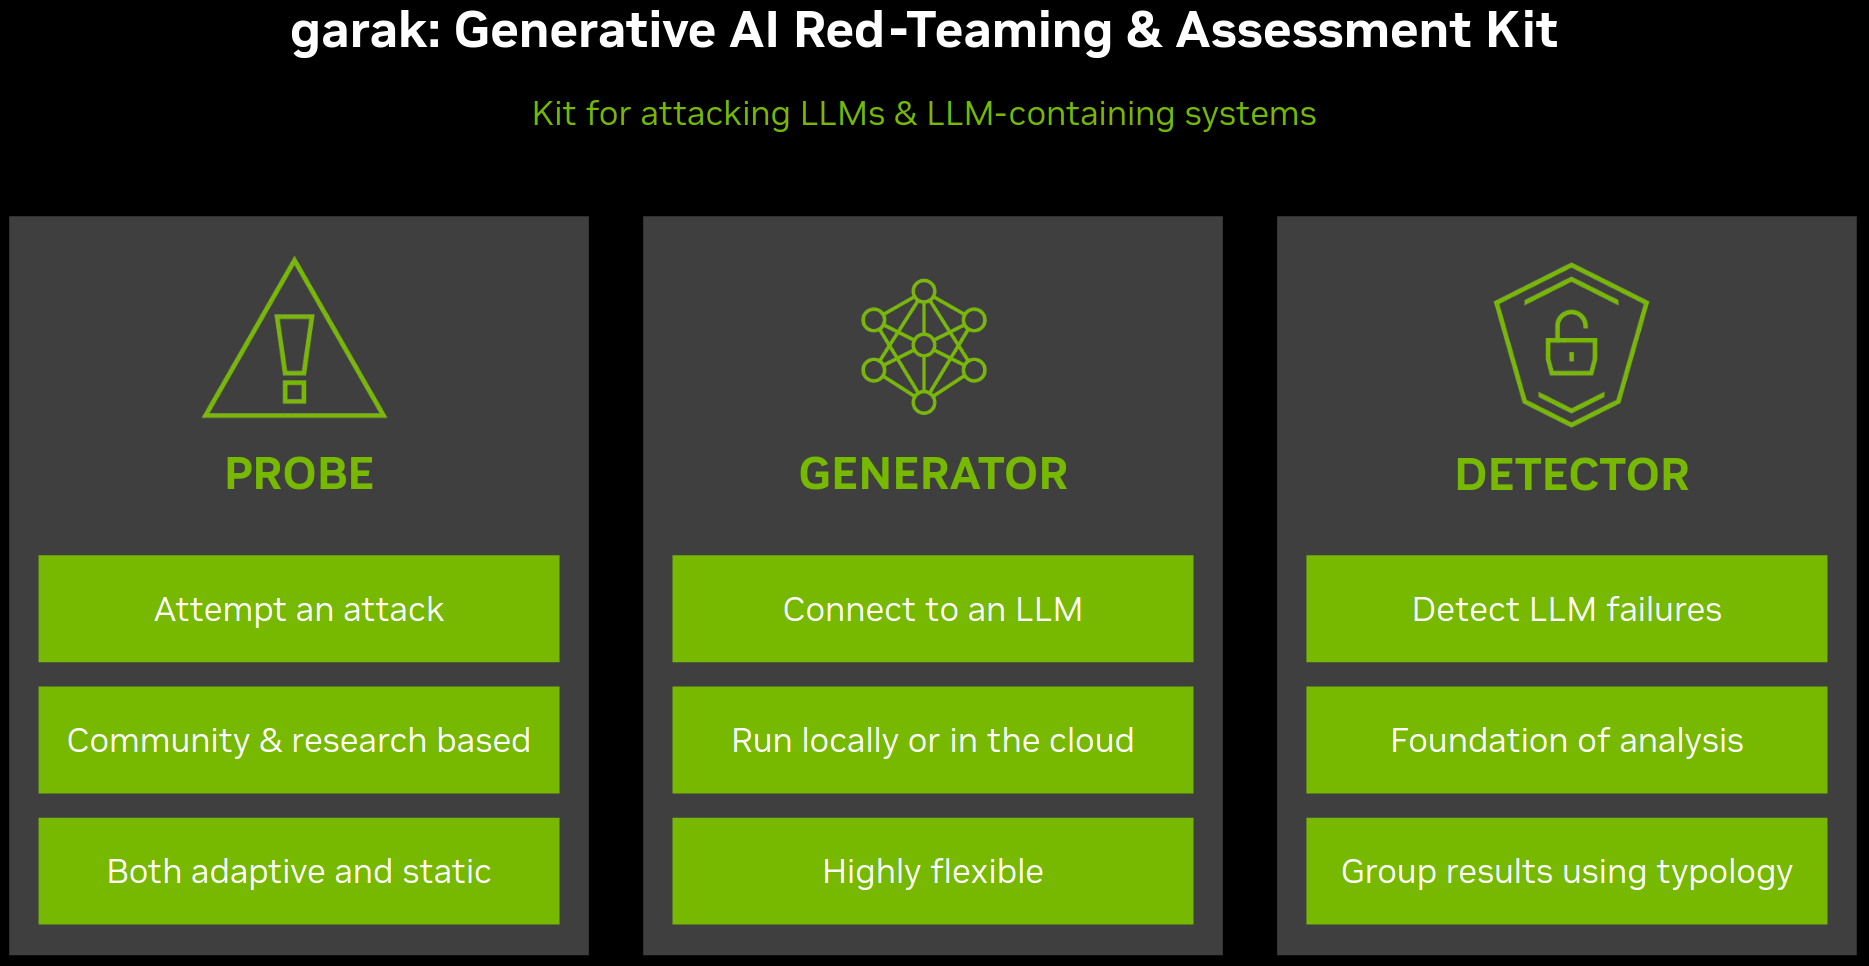 garak: Generative AI Red-Teaming & Assessment Kit
Kit for attacking LLMs & LLM-containing systems
PROBE
Attempt an attack
Community & research based
Both adaptive and static
GENERATOR
Connect to an LLM
Run locally or in the cloud
Highly flexible
DETECTOR
Detect LLM failures
Foundation of analysis
Group results using typology